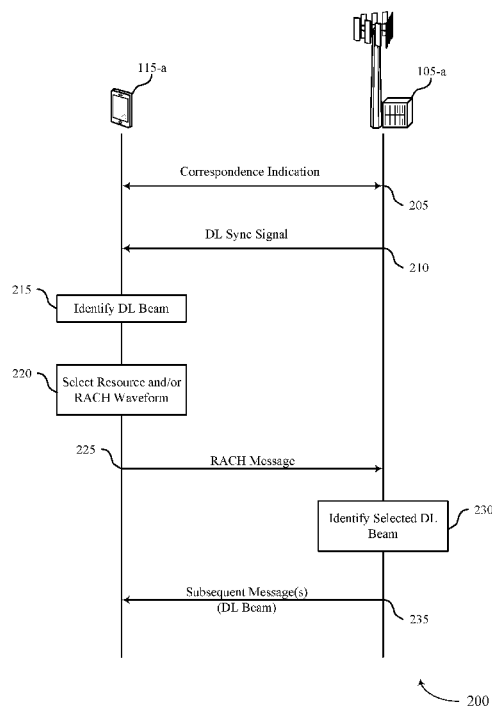 115-a
105-a
Correspondence Indication
205
DL Sync Signal
210
215
Identify DL Beam
220
Select Resource and/or
RACH Waveform
225
RACH Message
230
Identify Selected DL
Beam
Subsequent Message(s)
(DL Beam)
235
200